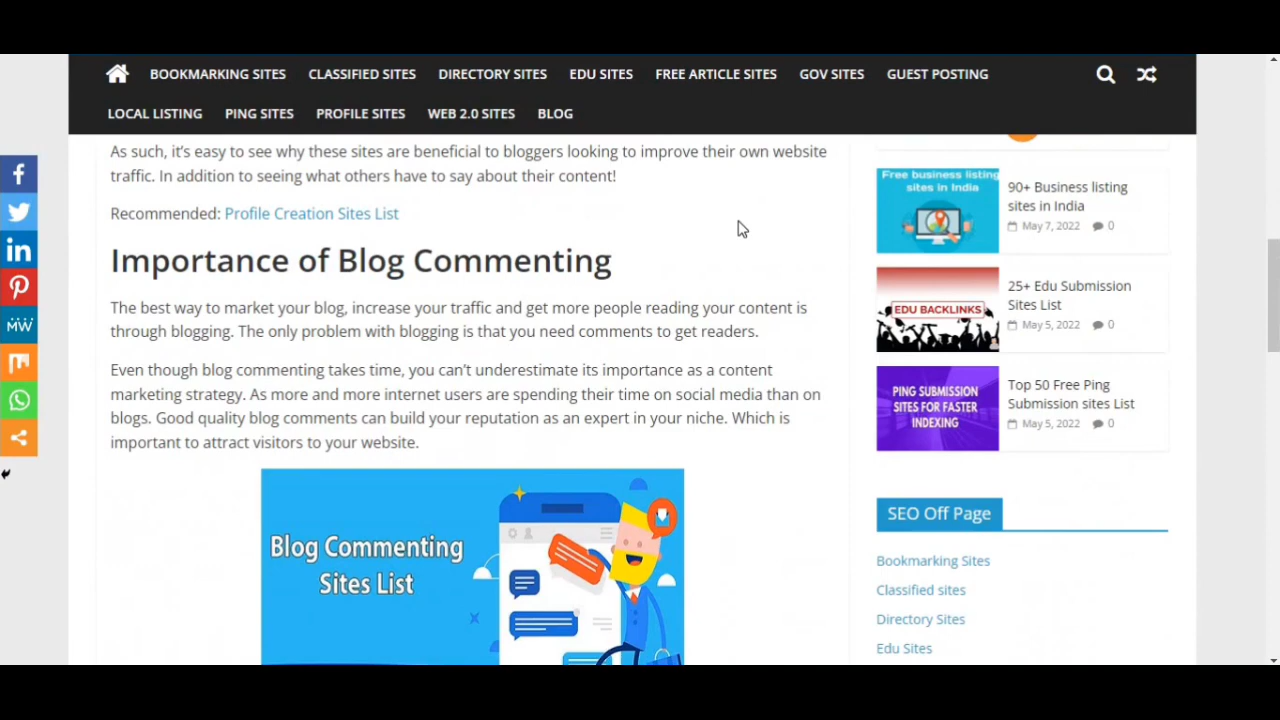 BOOKMARKING SITES CLASSIFIED SITES DIRECTORY SITES EDU SITES FREE ARTICLE SITES GOV SITES GUEST POSTING
LOCAL LISTING PING SITES PROFILE SITES WEB 2.0 SITES BLOG
As such, it’s easy to see why these sites are beneficial to bloggers looking to improve their own website
traffic. In addition to seeing what others have to say about their content!
Recommended: Profile Creation Sites List
Importance of Blog Commenting
The best way to market your blog, increase your traffic and get more people reading your content is
through blogging. The only problem with blogging is that you need comments to get readers.
Even though blog commenting takes time, you can’t underestimate its importance as a content
marketing strategy. As more and more internet users are spending their time on social media than on
blogs. Good quality blog comments can build your reputation as an expert in your niche. Which is
important to attract visitors to your website.
Blog Commenting
Sites List
Free business listing
sites in India
90+ Business listing
sites in India
May 7, 2022 0
EDU BACKLINKS
25+ Edu Submission
Sites List
May 5, 2022 0
PING SUBMISSION
SITES FOR FASTER
INDEXING
Top 50 Free Ping
Submission sites List
May 5, 2022 0
SEO Off Page
Bookmarking Sites
Classified sites
Directory Sites
Edu Sites
MW